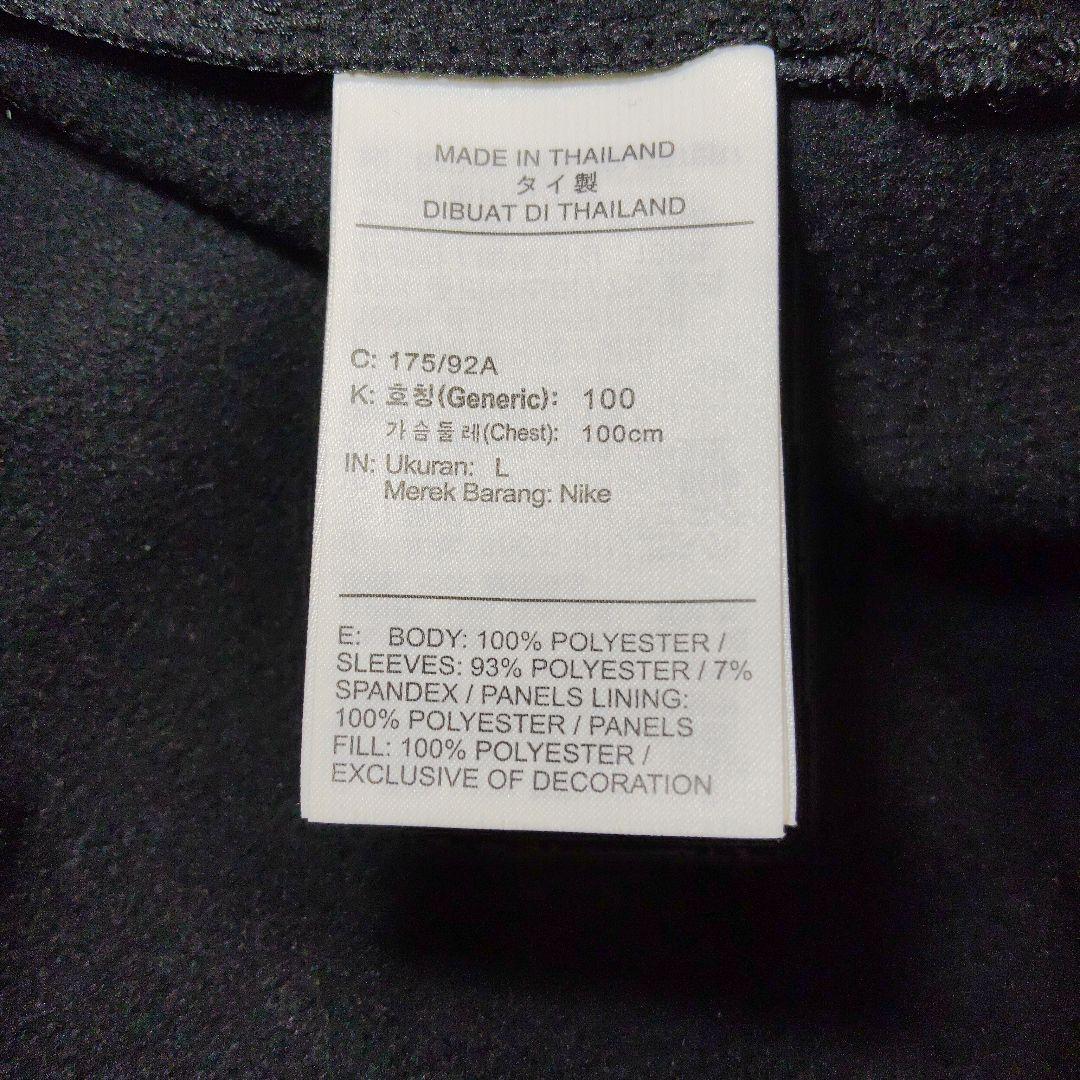 MADE IN THAILAND
タイ製
DIBUAT DI THAILAND
C: 175/92A
K: 호칭(Generic): 100
가슴둘레(Chest): 100cm
IN: Ukuran: L
Merek Barang: Nike
E: BODY: 100% POLYESTER /
SLEEVES: 93% POLYESTER / 7%
SPANDEX / PANELS LINING:
100% POLYESTER / PANELS
FILL: 100% POLYESTER /
EXCLUSIVE OF DECORATION